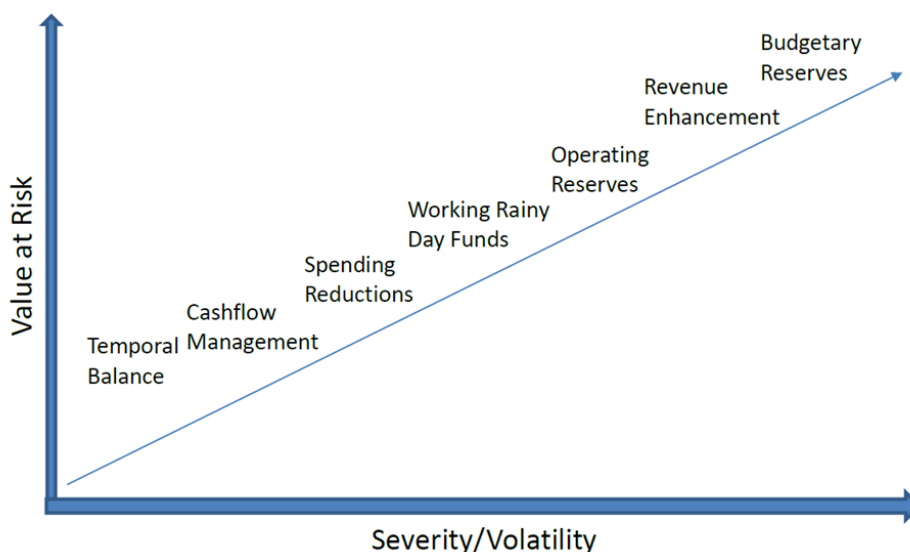 Budgetary
Reserves
Revenue
Enhancement
Operating
Reserves
Working Rainy
Day Funds
Spending
Reductions
Cashflow
Management
Temporal
Balance
Value at Risk
Severity/Volatility